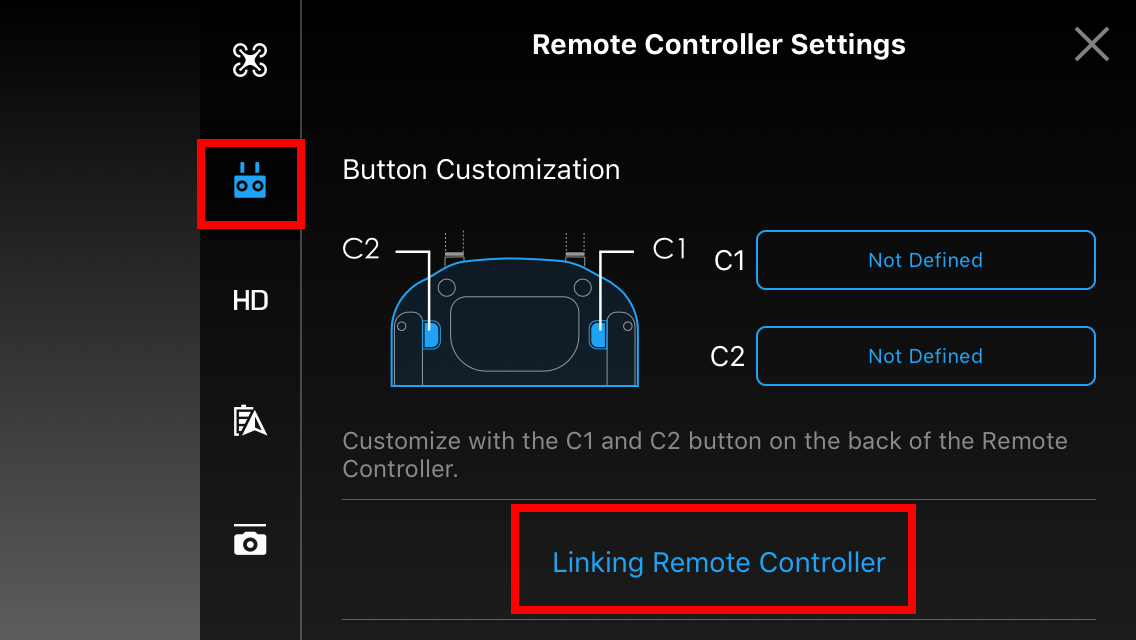 Remote Controller Settings
Button Customization
C2
C1
C1
Not Defined
HD
C2
Not Defined
Customize with the C1 and C2 button on the back of the Remote
Controller.
Linking Remote Controller